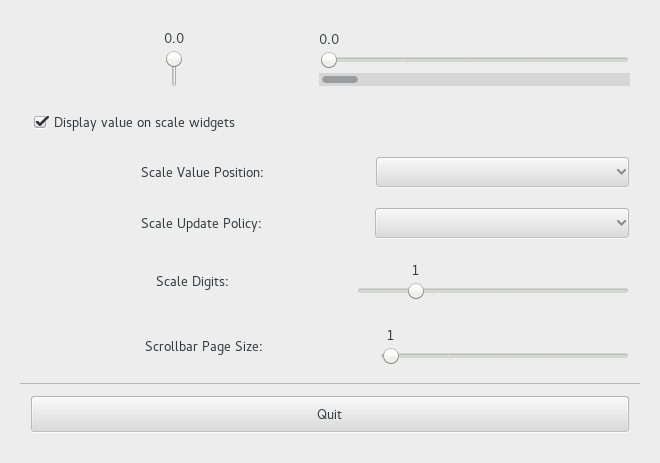 0.0
0.0
Display value on scale widgets
Scale Value Position:
Scale Update Policy:
Scale Digits:
1
Scrollbar Page Size:
1
Quit